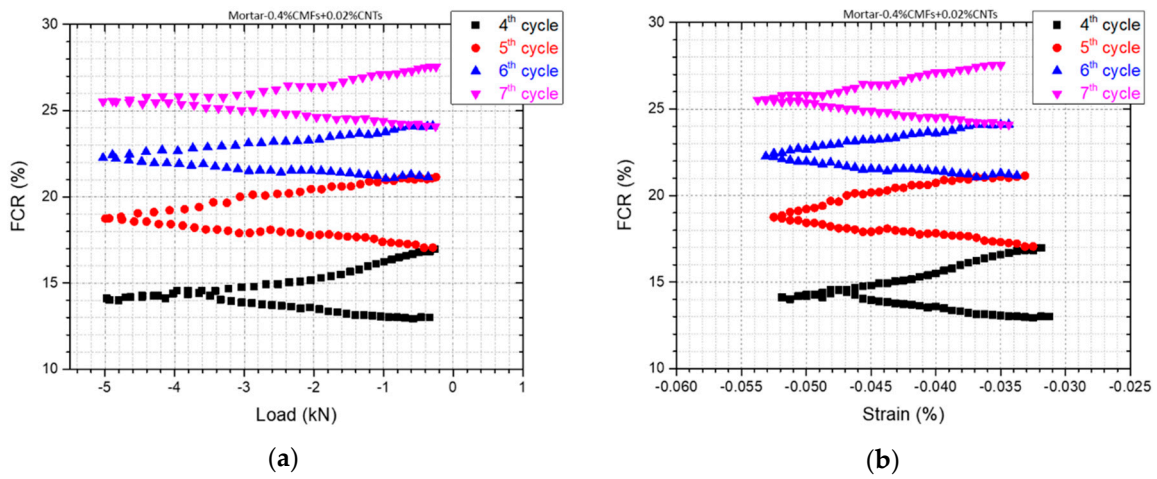 Mortar-0.4%CMFs+0.02%CNTs
4th cycle
5th cycle
6th cycle
7th cycle
30
25
20
15
10
FCR (%)
-5 -4 -3 -2 -1 0 1
Load (kN)
(a)
Mortar-0.4%CMFs+0.02%CNTs
4th cycle
5th cycle
6th cycle
7th cycle
30
25
20
15
10
FCR (%)
-0.060 -0.055 -0.050 -0.045 -0.040 -0.035 -0.030 -0.025
Strain (%)
(b)